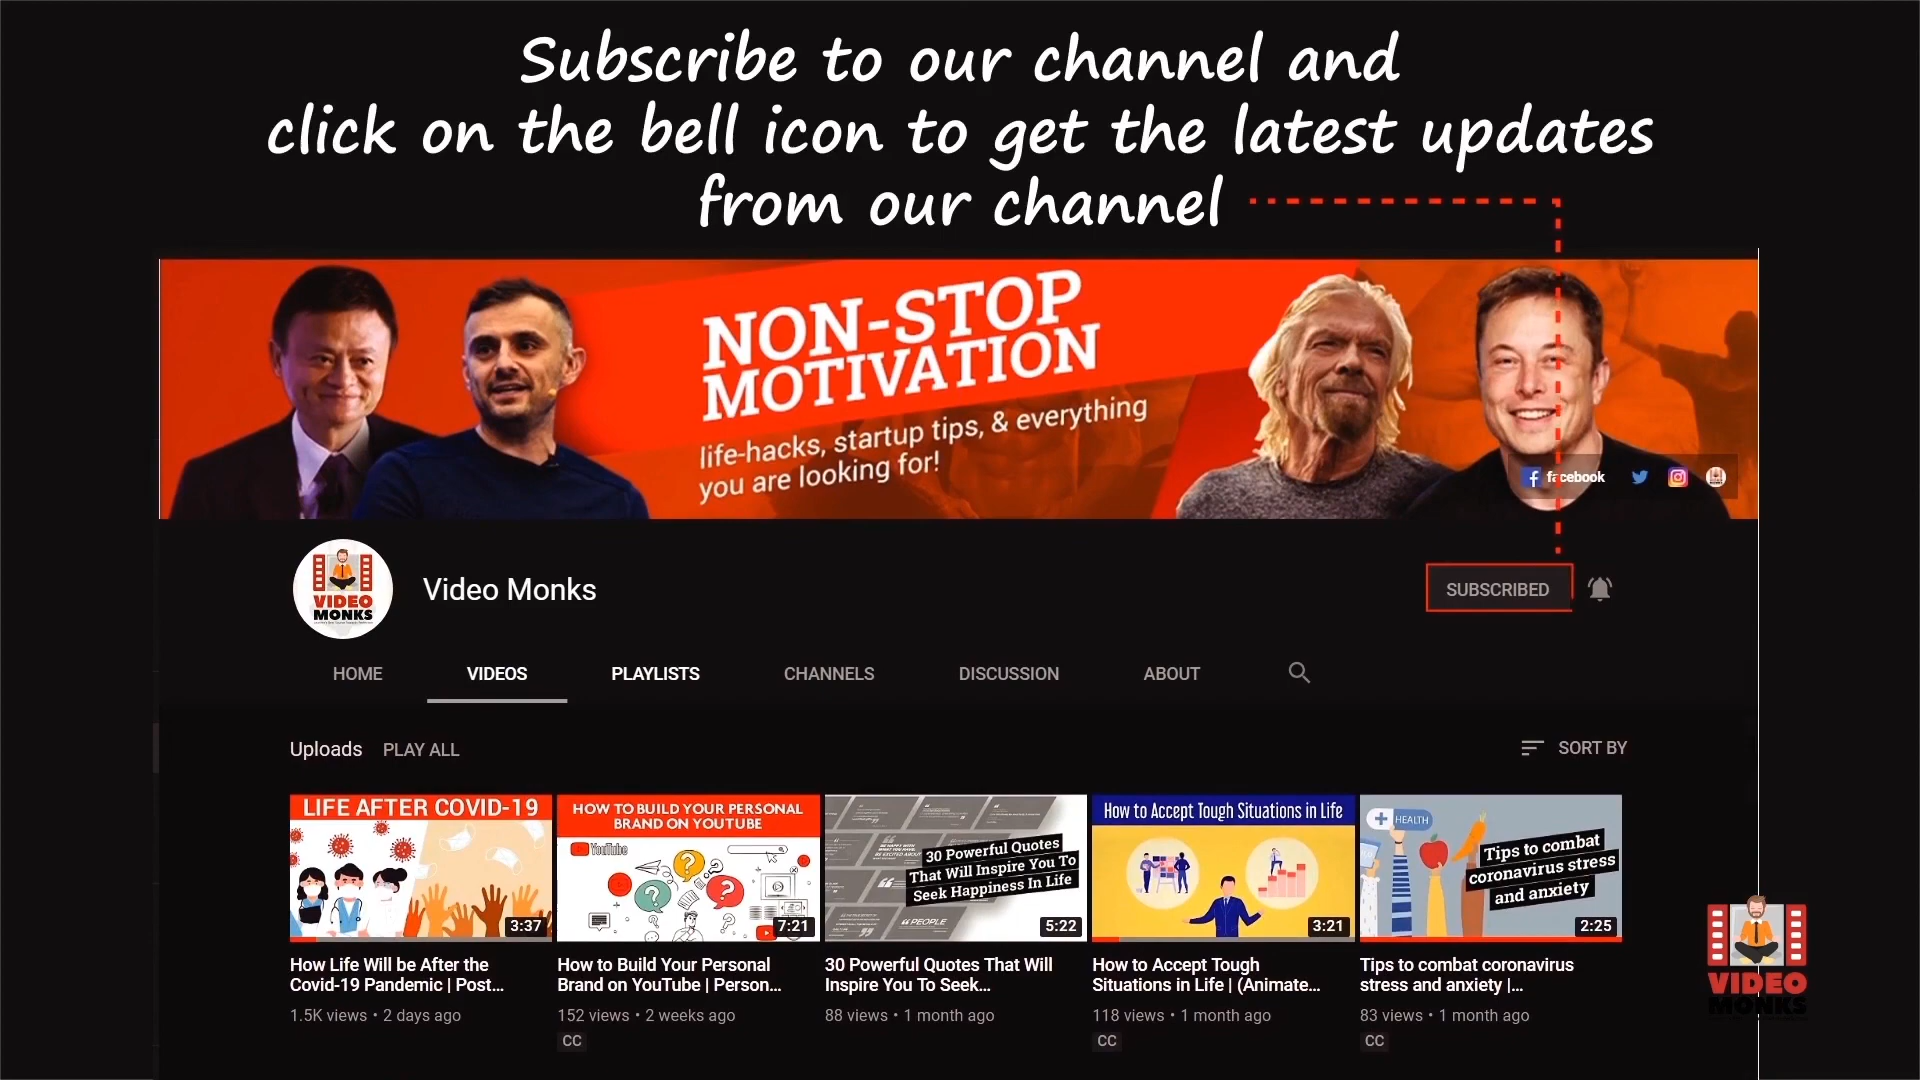 Subscribe to our channel and
click on the bell icon to get the latest updates
from our channel
NON-STOP
MOTIVATION
life-hacks, startup tips, & everything
you are looking for!
facebook
VIDEO
MONKS
Video Monks
SUBSCRIBED
HOME VIDEOS PLAYLISTS CHANNELS DISCUSSION ABOUT
Uploads PLAY ALL SORT BY
LIFE AFTER COVID-19
3:37
HOW TO BUILD YOUR PERSONAL
BRAND ON YOUTUBE
YouTube
7:21
30 Powerful Quotes
That Will Inspire You To
Seek Happiness In Life
PEOPLE
5:22
How to Accept Tough Situations in Life
3:21
HEALTH
Tips to combat
coronavirus stress
and anxiety
2:25
How Life Will be After the
Covid-19 Pandemic | Post...
1.5K views • 2 days ago
How to Build Your Personal
Brand on YouTube | Person...
152 views • 2 weeks ago
CC
30 Powerful Quotes That Will
Inspire You To Seek...
88 views • 1 month ago
How to Accept Tough
Situations in Life | (Animate...
118 views • 1 month ago
CC
Tips to combat coronavirus
stress and anxiety |...
83 views • 1 month ago
CC
VIDEO
MONKS